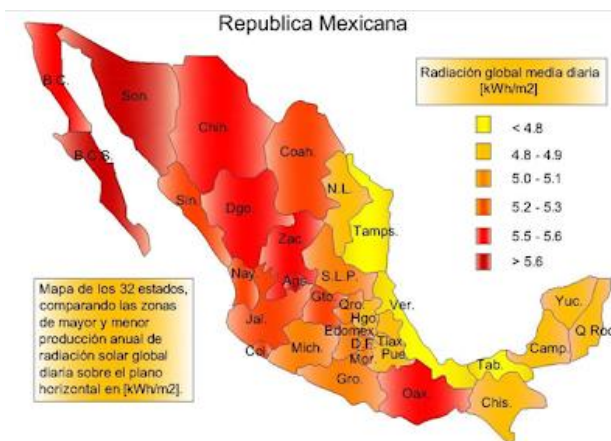 Republica Mexicana
Radiación global media diaria
[kWh/m2]
< 4.8
4.8 - 4.9
5.0 - 5.1
5.2 - 5.3
5.5 - 5.6
> 5.6
B.C.
Son.
Chih.
Coah.
B.C.S.
N.L.
Sin.
Dgo.
Tamps.
Zac.
Nay.
Ags.
S.L.P.
Gto.
Qro.
Ver.
Hgo.
Yuc.
Jal.
Edomex.
Q Roo
D.F.
Tlax.
Camp.
Col.
Mich.
Mor.
Pue.
Tab.
Gro.
Oax.
Chis.
Mapa de los 32 estados,
comparando las zonas
de mayor y menor
producción anual de
radiación solar global
diaria sobre el plano
horizontal en [kWh/m2].